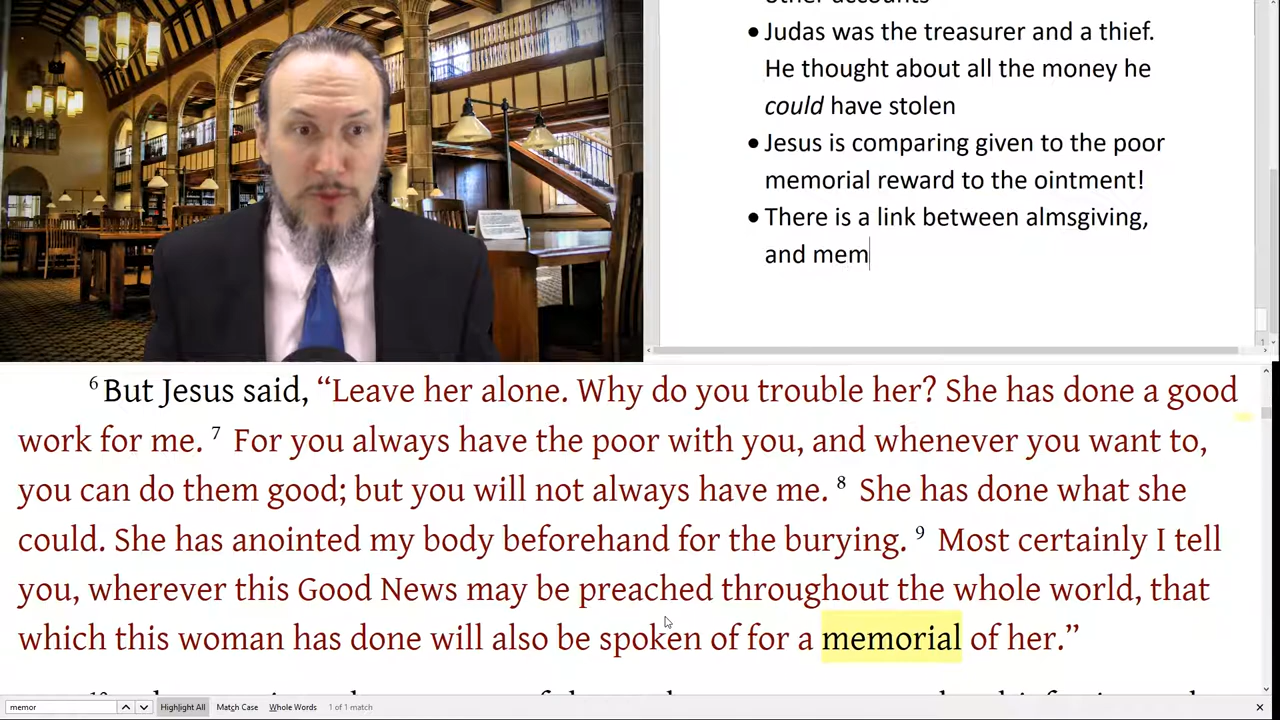 • Judas was the treasurer and a thief.
He thought about all the money he
could have stolen
• Jesus is comparing given to the poor
memorial reward to the ointment!
• There is a link between almsgiving,
and mem
6 But Jesus said, “Leave her alone. Why do you trouble her? She has done a good
work for me. 7 For you always have the poor with you, and whenever you want to,
you can do them good; but you will not always have me. 8 She has done what she
could. She has anointed my body beforehand for the burying. 9 Most certainly I tell
you, wherever this Good News may be preached throughout the whole world, that
which this woman has done will also be spoken of for a memorial of her.”
memor
Highlight All
Match Case
Whole Words
1 of 1 match